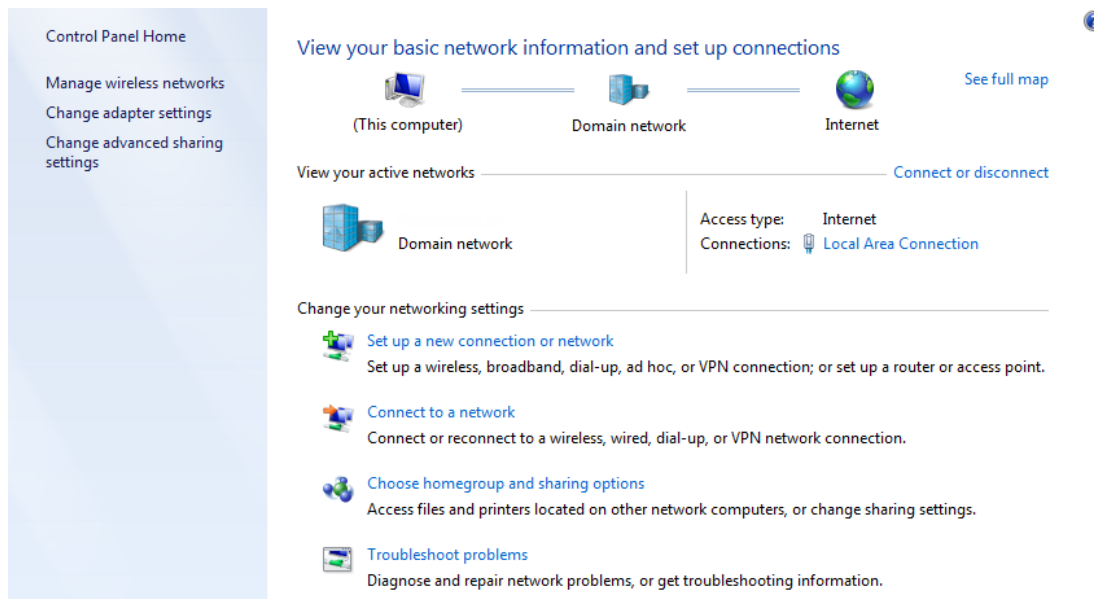 Control Panel Home
Manage wireless networks
Change adapter settings
Change advanced sharing
settings
View your basic network information and set up connections
See full map
(This computer)
Domain network
Internet
View your active networks
Connect or disconnect
Domain network
Access type: Internet
Connections: Local Area Connection
Change your networking settings
Set up a new connection or network
Set up a wireless, broadband, dial-up, ad hoc, or VPN connection; or set up a router or access point.
Connect to a network
Connect or reconnect to a wireless, wired, dial-up, or VPN network connection.
Choose homegroup and sharing options
Access files and printers located on other network computers, or change sharing settings.
Troubleshoot problems
Diagnose and repair network problems, or get troubleshooting information.